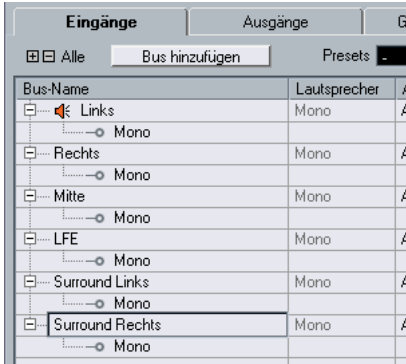 Eingänge Ausgänge G
Alle Bus hinzufügen Presets -
Bus-Name Lautsprecher A
Links Mono A
Mono
Rechts Mono A
Mono
Mitte Mono A
Mono
LFE Mono A
Mono
Surround Links Mono A
Mono
Surround Rechts Mono A
Mono